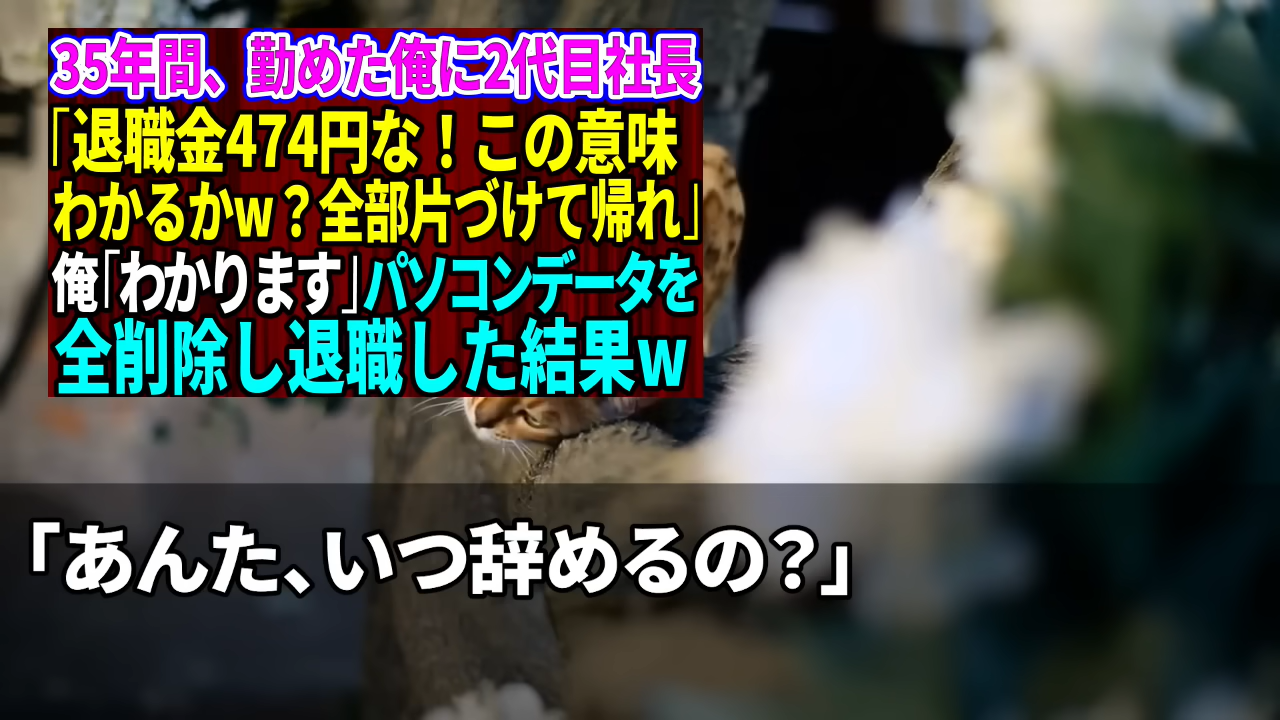 35年間、勤めた俺に2代目社長
「退職金474円な！この意味
わかるかw？全部片づけて帰れ」
俺「わかります」パソコンデータを
全削除し退職した結果w
「あんた、いつ辞めるの？」